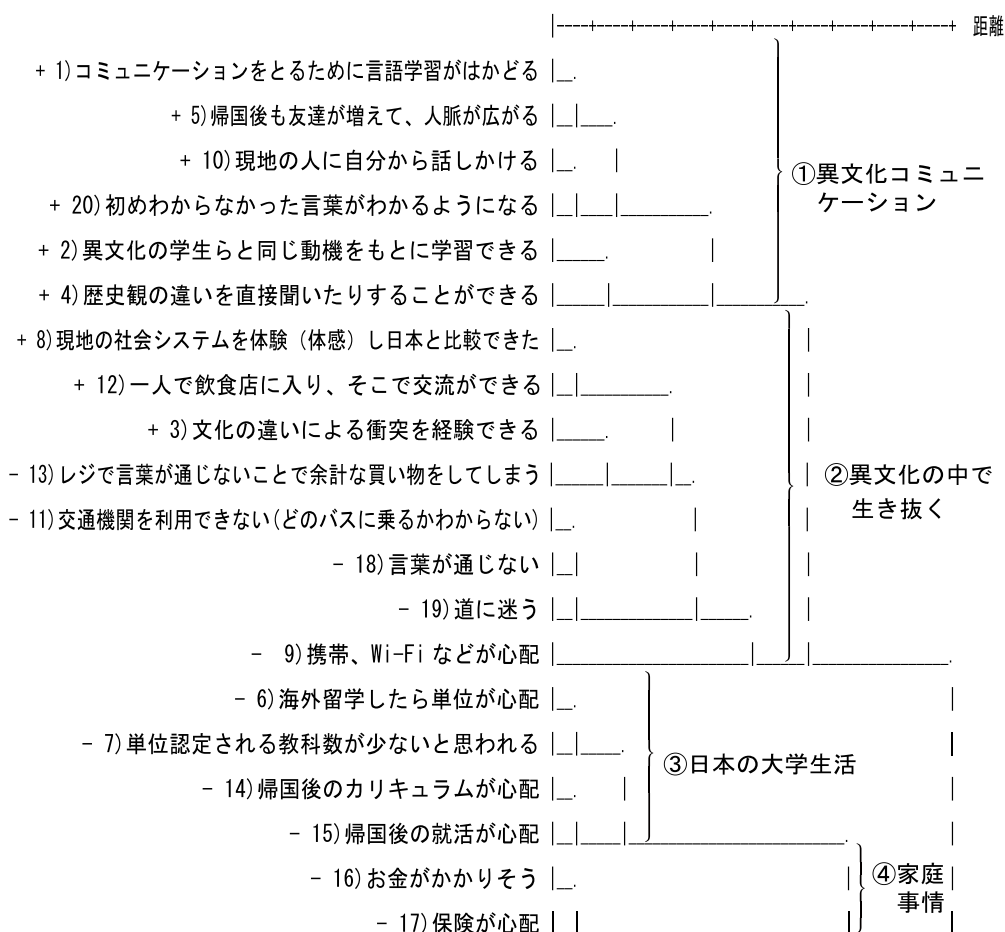 距離
+ 1)コミュニケーションをとるために言語学習がはかどる
+ 5)帰国後も友達が増えて、人脈が広がる
+ 10)現地の人に自分から話しかける
①異文化コミュニ
ケーション
+ 20)初めわからなかった言葉がわかるようになる
+ 2)異文化の学生らと同じ動機をもとに学習できる
+ 4)歴史観の違いを直接聞いたりすることができる
+ 8)現地の社会システムを体験（体感）し日本と比較できた
+ 12)一人で飲食店に入り、そこで交流ができる
+ 3)文化の違いによる衝突を経験できる
- 13)レジで言葉が通じないことで余計な買い物をしてしまう
②異文化の中で
生き抜く
- 11)交通機関を利用できない(どのバスに乗るかわからない)
- 18)言葉が通じない
- 19)道に迷う
- 9)携帯、Wi-Fiなどが心配
- 6)海外留学したら単位が心配
- 7)単位認定される教科数が少ないと思われる
③日本の大学生活
- 14)帰国後のカリキュラムが心配
- 15)帰国後の就活が心配
- 16)お金がかかりそう
④家庭
事情
- 17)保険が心配